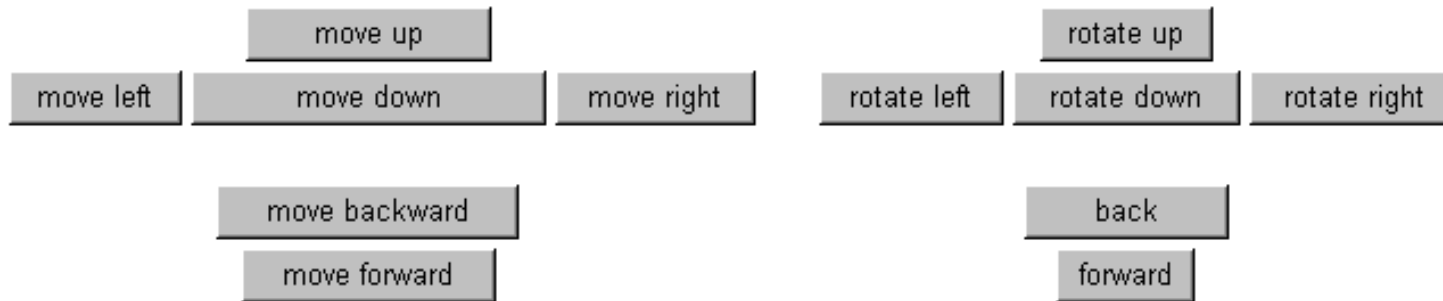 move up
rotate up
move left move down move right
rotate left rotate down rotate right
move backward
back
move forward
forward